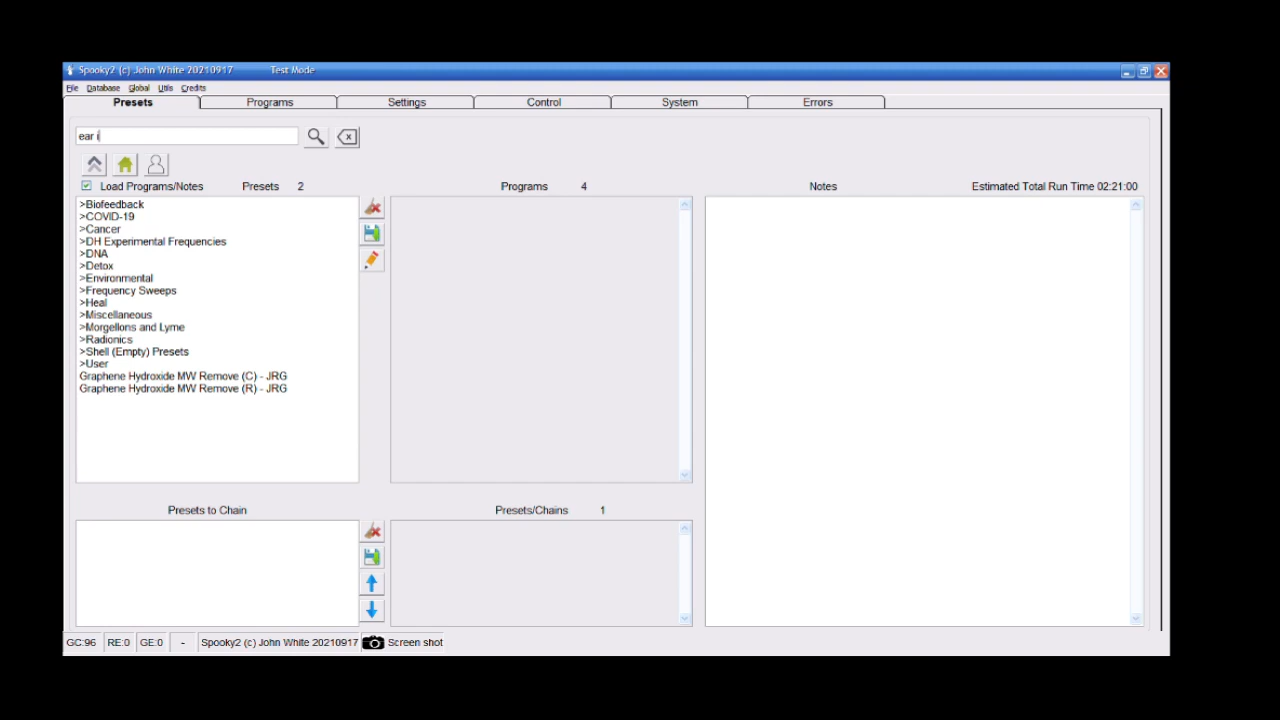 Spooky2 (c) John White 20210917 Test Mode
File Database Global Utils Credits
Presets Programs Settings Control System Errors
ear i
Load Programs/Notes Presets 2 Programs 4 Notes Estimated Total Run Time 02:21:00
>Biofeedback
>COVID-19
>Cancer
>DH Experimental Frequencies
>DNA
>Detox
>Environmental
>Frequency Sweeps
>Heal
>Miscellaneous
>Morgellons and Lyme
>Radionics
>Shell (Empty) Presets
>User
Graphene Hydroxide MW Remove (C) - JRG
Graphene Hydroxide MW Remove (R) - JRG
Presets to Chain Presets/Chains 1
GC:96 RE:0 GE:0 - Spooky2 (c) John White 20210917 Screen shot